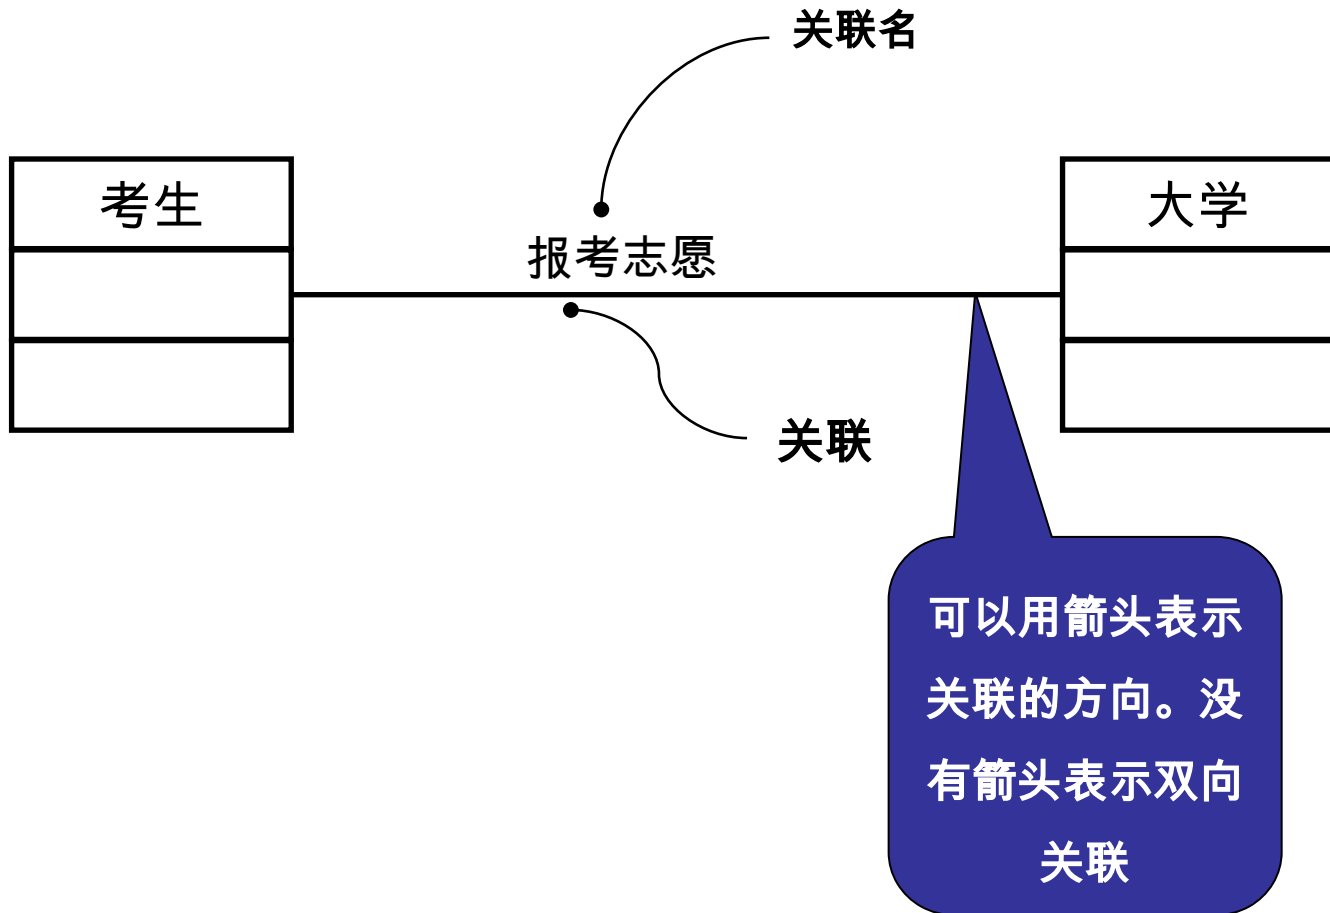 关联名
考生
大学
报考志愿
关联
可以用箭头表示
关联的方向。没
有箭头表示双向
关联